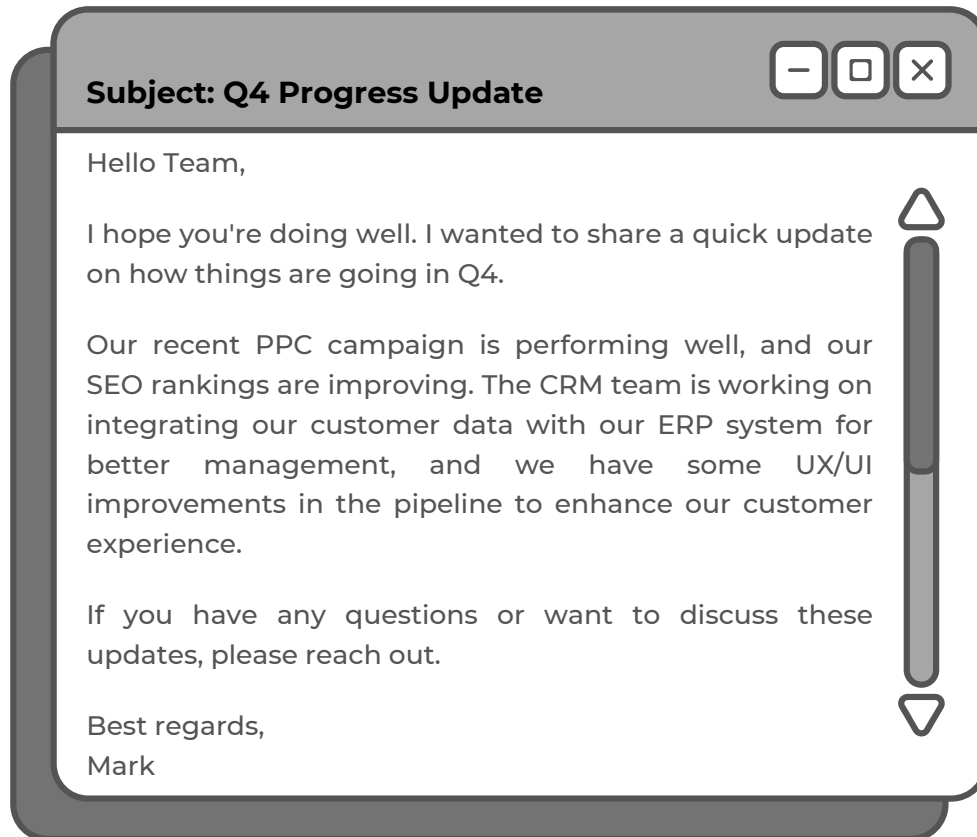 Subject: Q4 Progress Update
Hello Team,
I hope you're doing well. I wanted to share a quick update
on how things are going in Q4.
Our recent PPC campaign is performing well, and our
SEO rankings are improving. The CRM team is working on
integrating our customer data with our ERP system for
better management, and we have some UX/UI
improvements in the pipeline to enhance our customer
experience.
If you have any questions or want to discuss these
updates, please reach out.
Best regards,
Mark